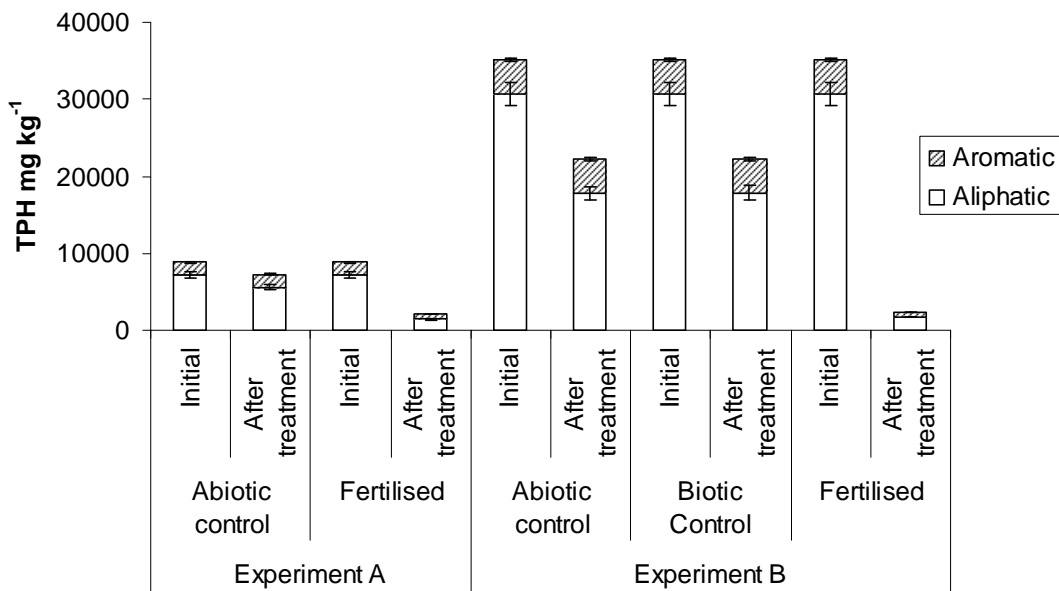 40000
30000
20000
10000
0
TPH mg kg-1
Aromatic
Aliphatic
Initial
After
treatment
Initial
After
treatment
Initial
After
treatment
Initial
After
treatment
Initial
After
treatment
Abiotic
control
Fertilised
Abiotic
control
Biotic
Control
Fertilised
Experiment A
Experiment B